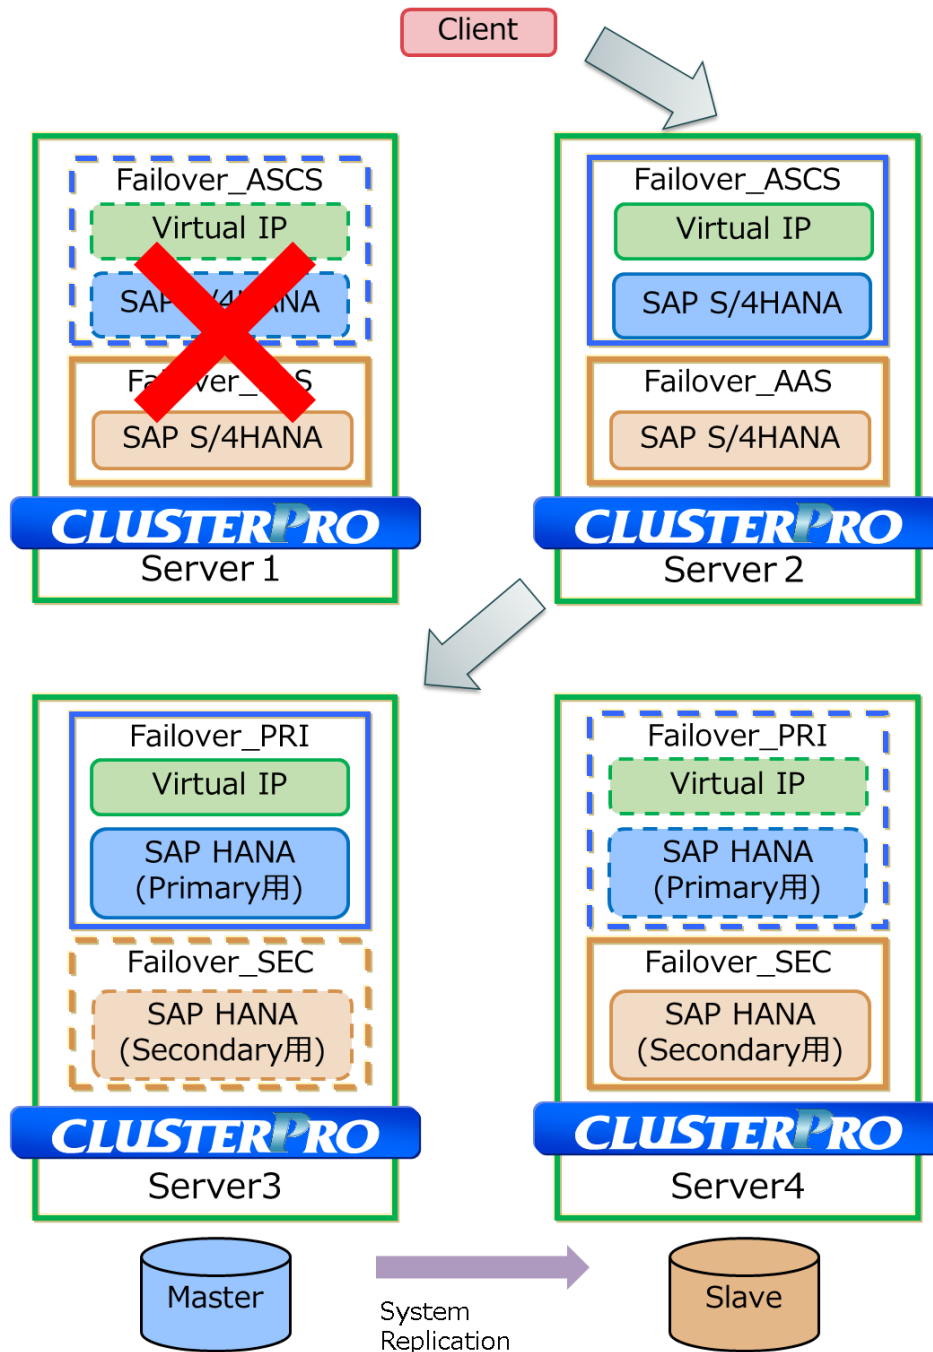 Client
Failover_ASCS
Virtual IP
SAP S/4HANA
SAP S/4HANA
CLUSTERPRO
Server 1
Failover_ASCS
Virtual IP
SAP S/4HANA
Failover_AAS
SAP S/4HANA
CLUSTERPRO
Server 2
Failover_PRI
Virtual IP
SAP HANA
(Primary用)
Failover_SEC
SAP HANA
(Secondary用)
CLUSTERPRO
Server3
Failover_PRI
Virtual IP
SAP HANA
(Primary用)
Failover_SEC
SAP HANA
(Secondary用)
CLUSTERPRO
Server4
Master
System
Replication
Slave